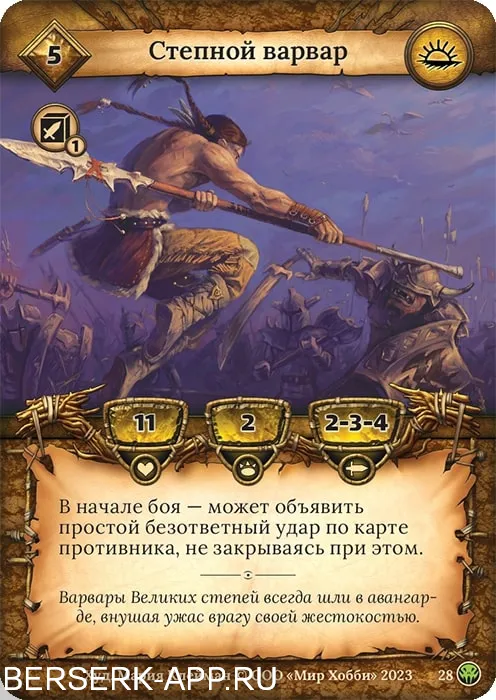 5
Степной варвар
1
11
2
2-3-4
В начале боя — может объявить
простой безответный удар по карте
противника, не закрываясь при этом.
Варвары Великих степей всегда шли в авангар-
де, внушая ужас врагу своей жестокостью.
«Мир Хобби» 2023
28
BERSERK-APP.RU